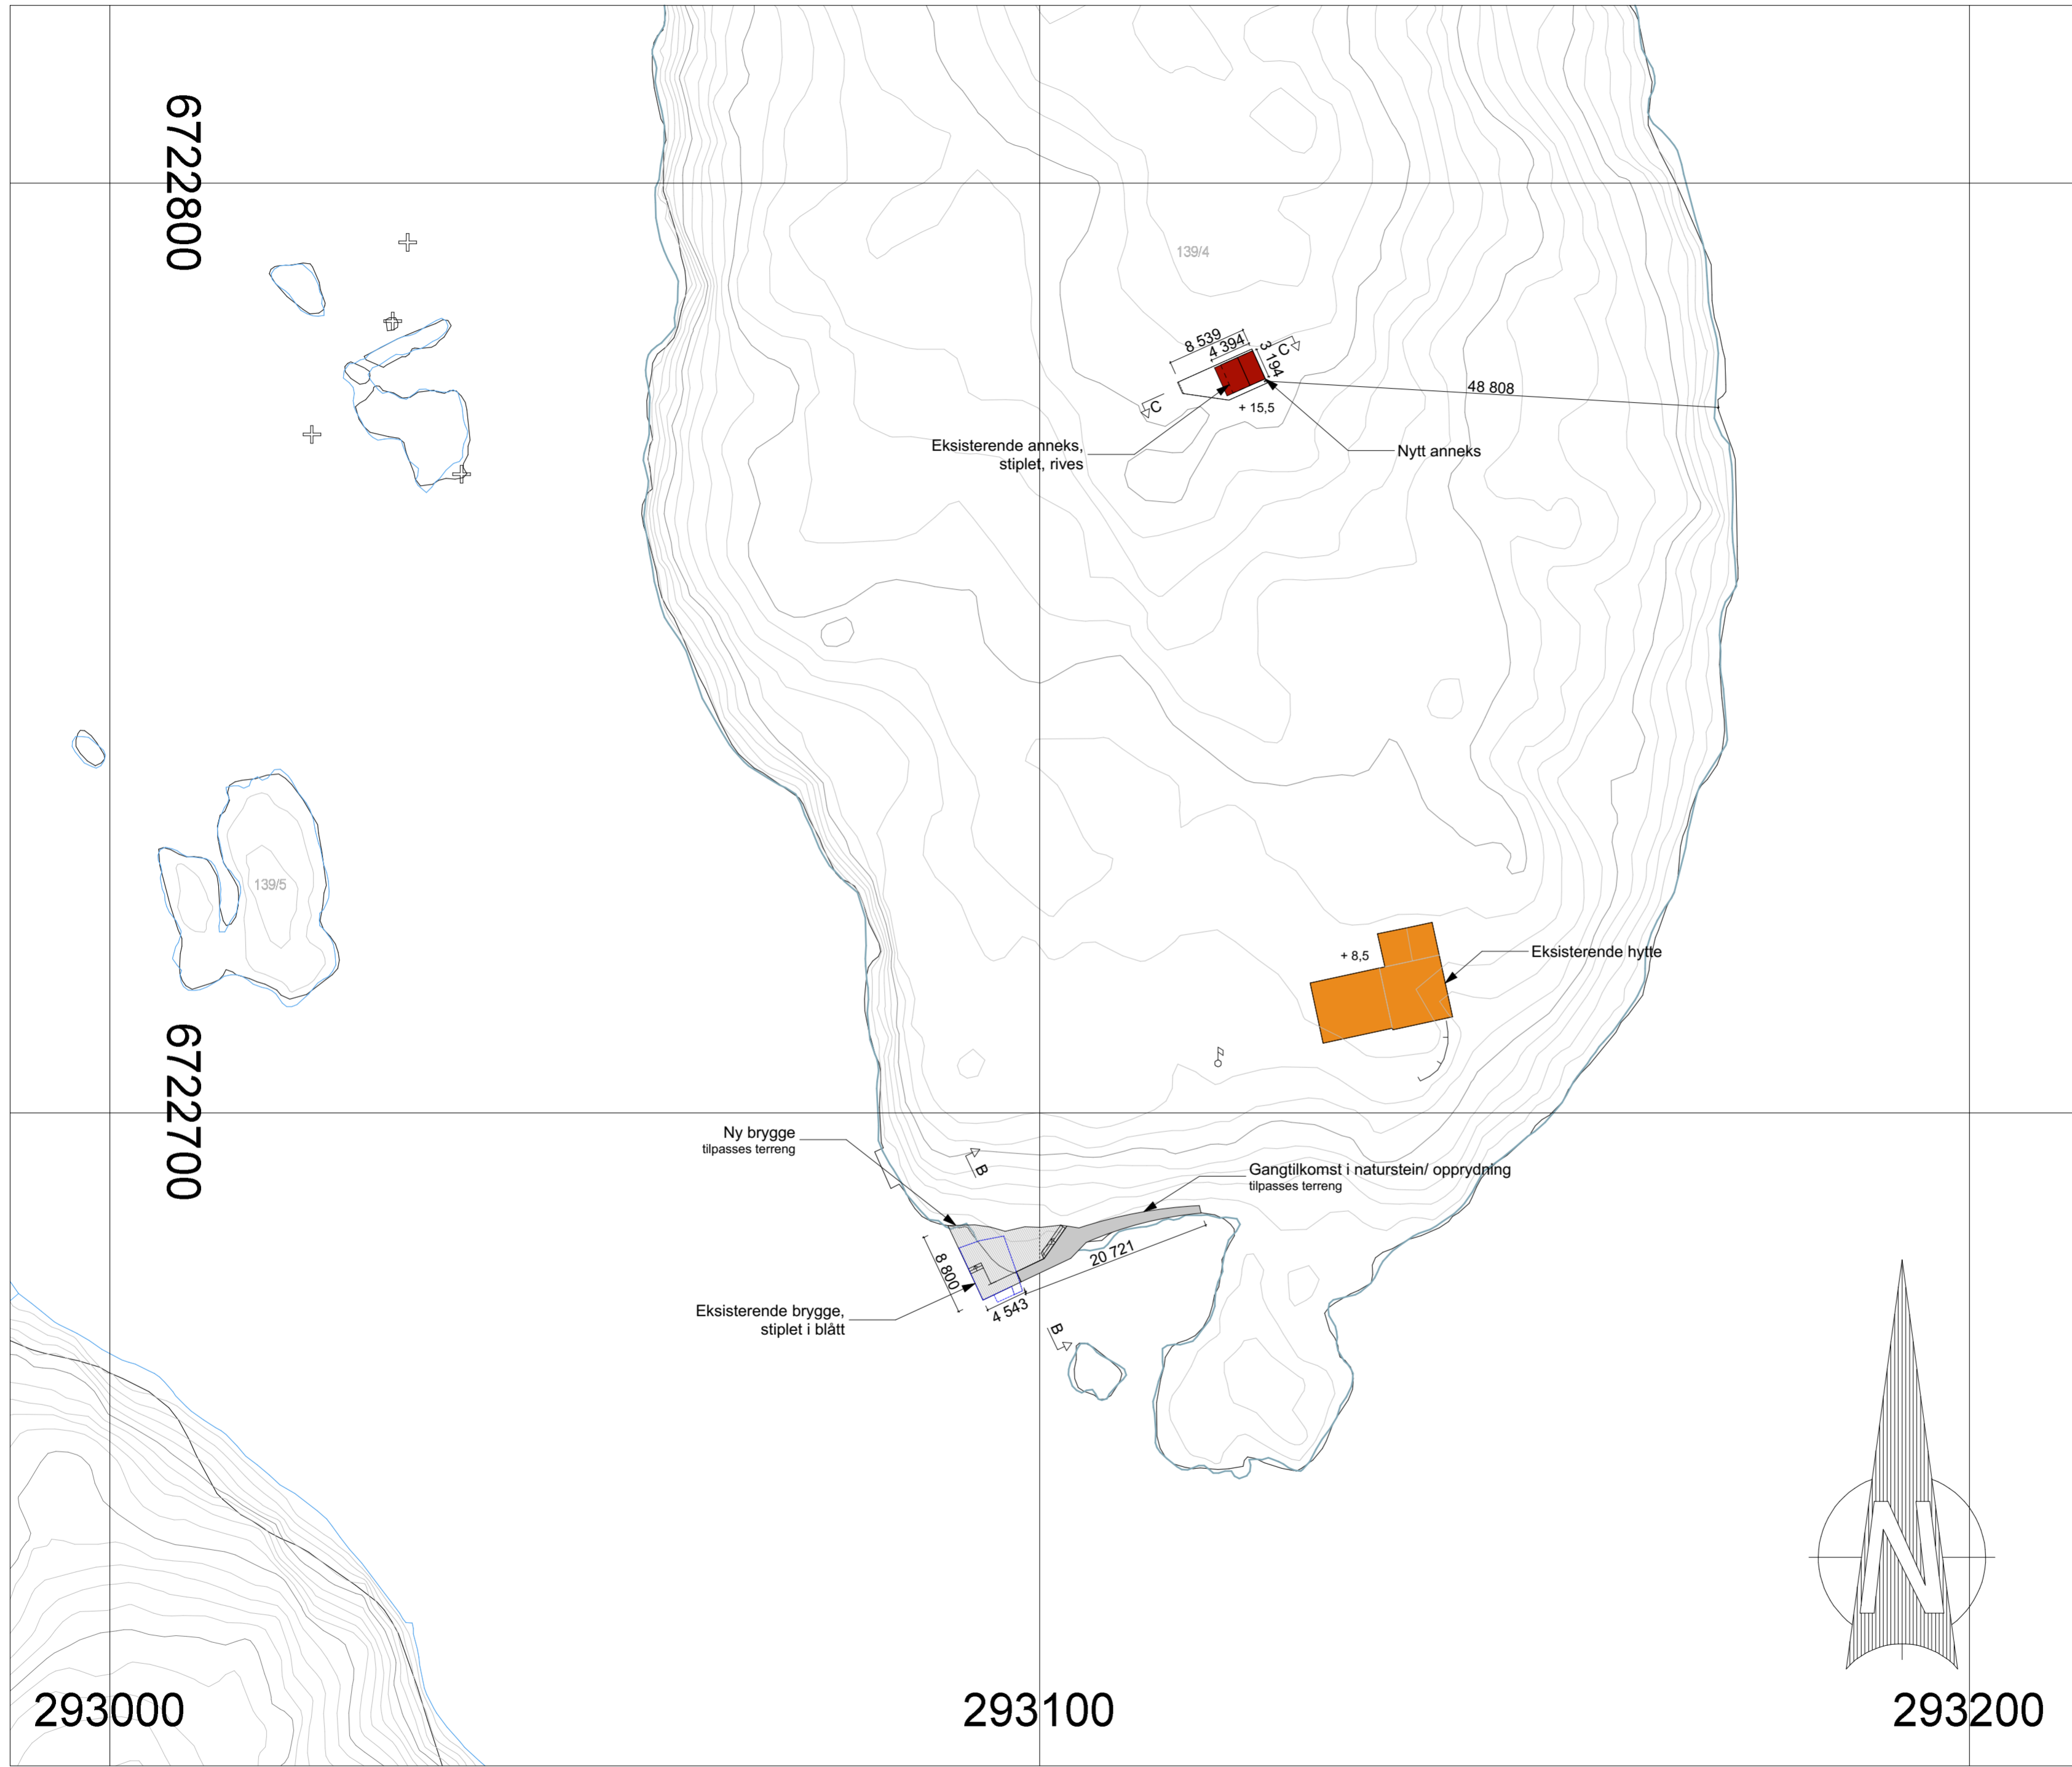 6722800
139/4
8 539
4 394
3 194
C
C
48 808
+ 15,5
Eksisterende anneks,
stiplet, rives
Nytt anneks
139/5
+ 8,5
Eksisterende hytte
6722700
Ny brygge
tilpasses terreng
B
Gangtilkomst i naturstein/ opprydning
tilpasses terreng
8 800
20 721
4 543
Eksisterende brygge,
stiplet i blått
B
N
293000
293100
293200